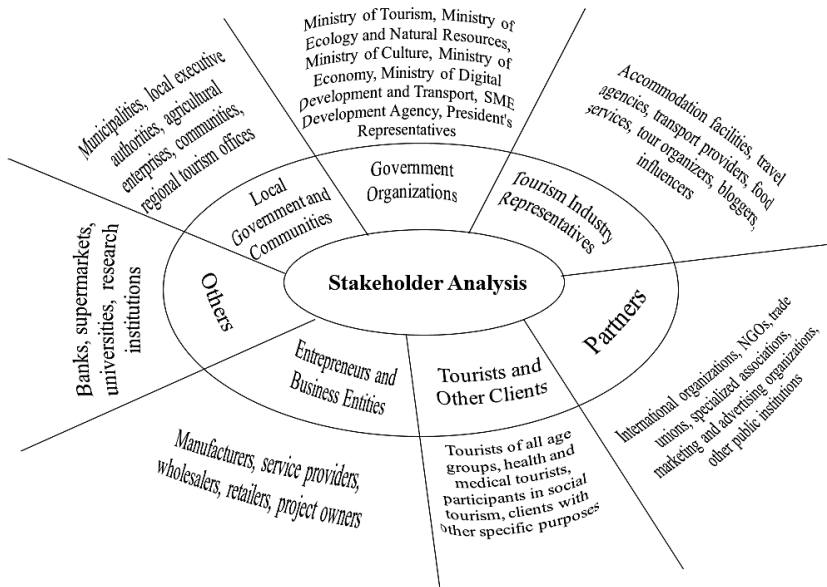 Ministry of Tourism, Ministry of
Ecology and Natural Resources,
Ministry of Culture, Ministry of
Economy, Ministry of Digital
Development and Transport, SME
Development Agency, President's
Representatives
Municipalities, local executive
authorities, agricultural
enterprises, communities,
regional tourism offices
Accommodation facilities, travel
agencies, transport providers, food
services, tour organizers, bloggers,
influencers
Local
Government and
Communities
Government
Organizations
Tourism Industry
Representatives
Stakeholder Analysis
Banks, supermarkets,
universities, research
institutions
Others
Partners
International organizations, NGOs, trade
unions, specialized associations,
marketing and advertising organizations,
other public institutions
Entrepreneurs and
Business Entities
Tourists and
Other Clients
Manufacturers, service providers,
wholesalers, retailers, project owners
Tourists of all age
groups, health and
medical tourists,
participants in social
tourism, clients with
other specific purposes